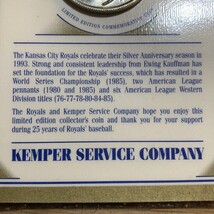 LIMITED EDITION COMMEMORATIVE
The Kansas City Royals celebrate their Silver Anniversary season in
1993. Strong and consistent leadership from Ewing Kauffman has
set the foundation for the Royals' success, which has resulted in a
World Series Championship (1985), two American League
pennants (1980 and 1985) and six American League Western
Division titles (76-77-78-80-84-85).
The Royals and Kemper Service Company hope you enjoy this
limited edition collector's coin and thank you for your support
during 25 years of Royals' baseball.
KEMPER SERVICE COMPANY